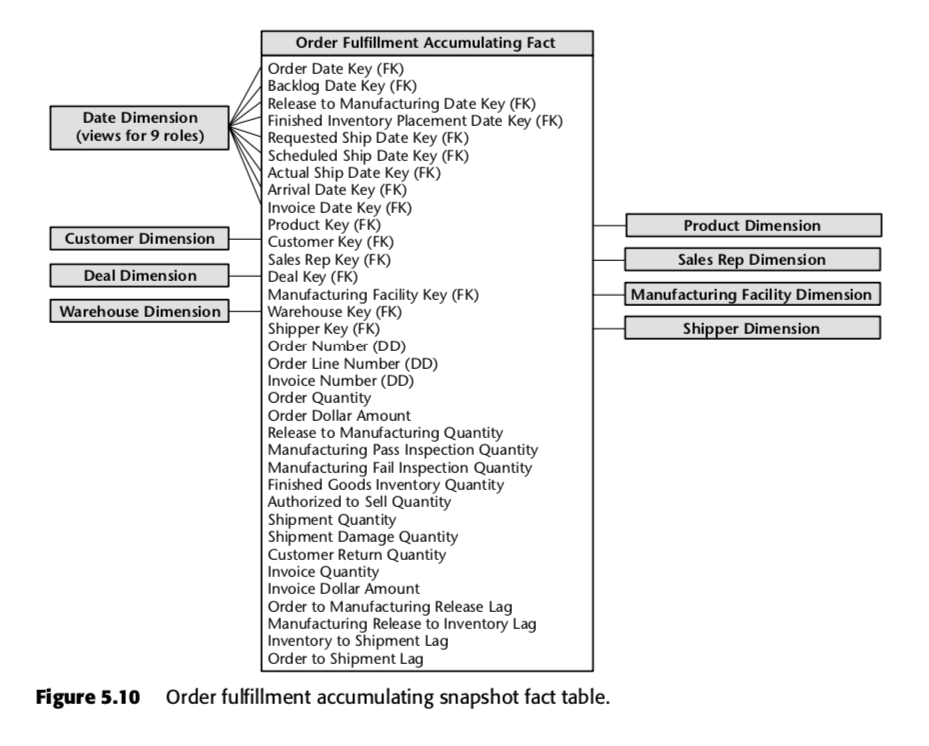 Order Fulfillment Accumulating Fact
Order Date Key (FK)
Backlog Date Key (FK)
Release to Manufacturing Date Key (FK)
Finished Inventory Placement Date Key (FK)
Requested Ship Date Key (FK)
Scheduled Ship Date Key (FK)
Actual Ship Date Key (FK)
Arrival Date Key (FK)
Invoice Date Key (FK)
Product Key (FK)
Customer Key (FK)
Sales Rep Key (FK)
Deal Key (FK)
Manufacturing Facility Key (FK)
Warehouse Key (FK)
Shipper Key (FK)
Order Number (DD)
Order Line Number (DD)
Invoice Number (DD)
Order Quantity
Order Dollar Amount
Release to Manufacturing Quantity
Manufacturing Pass Inspection Quantity
Manufacturing Fail Inspection Quantity
Finished Goods Inventory Quantity
Authorized to Sell Quantity
Shipment Quantity
Shipment Damage Quantity
Customer Return Quantity
Invoice Quantity
Invoice Dollar Amount
Order to Manufacturing Release Lag
Manufacturing Release to Inventory Lag
Inventory to Shipment Lag
Order to Shipment Lag
Date Dimension
(views for 9 roles)
Customer Dimension
Deal Dimension
Warehouse Dimension
Product Dimension
Sales Rep Dimension
Manufacturing Facility Dimension
Shipper Dimension
Figure 5.10 Order fulfillment accumulating snapshot fact table.